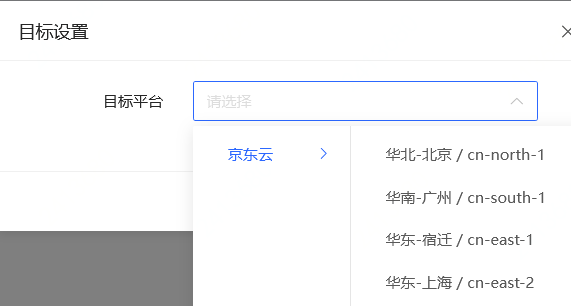 目标设置
目标平台 请选择
京东云 华北-北京 / cn-north-1
华南-广州 / cn-south-1
华东-宿迁 / cn-east-1
华东-上海 / cn-east-2